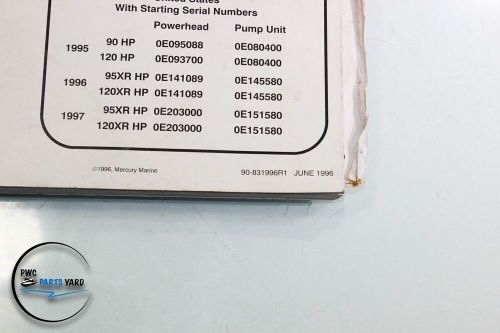 United States
With Starting Serial Numbers
Powerhead Pump Unit
1995 90 HP 0E095088 0E080400
120 HP 0E093700 0E080400
1996 95XR HP 0E141089 0E145580
120XR HP 0E141089 0E145580
1997 95XR HP 0E203000 0E151580
120XR HP 0E203000 0E151580
©1996, Mercury Marine 90-831996R1 JUNE 1996
PWC
PARTS YARD